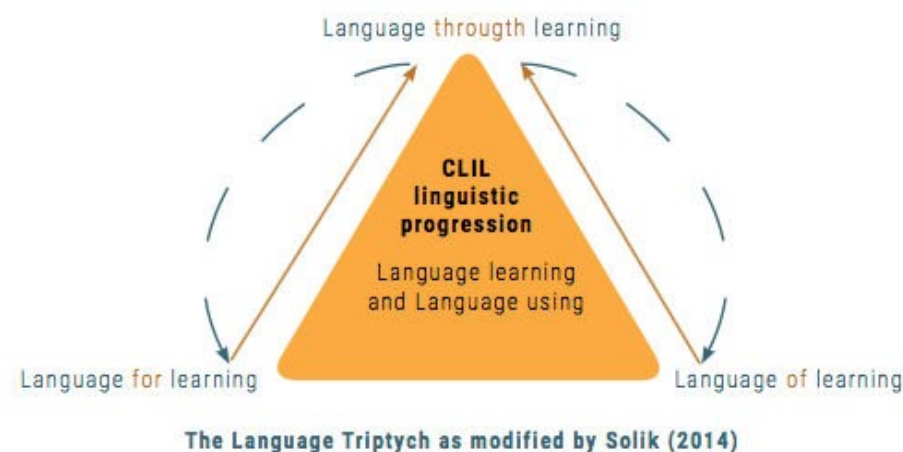 Language througth learning
CLIL
linguistic
progression
Language learning
and Language using
Language for learning
Language of learning
The Language Triptych as modified by Solik (2014)